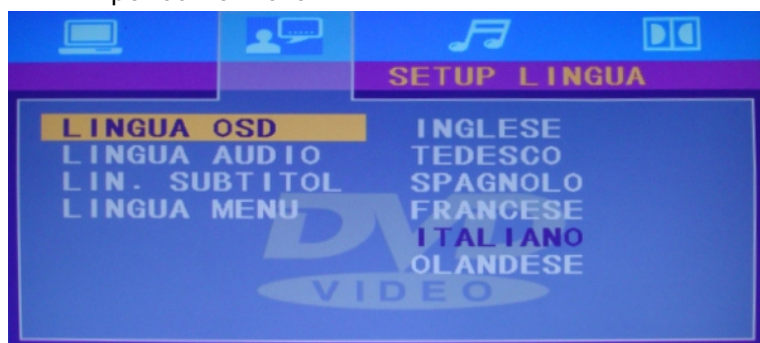 SETUP LINGUA
LINGUA OSD
LINGUA AUDIO
LIN. SUBTITOL
LINGUA MENU
INGLESE
TEDESCO
SPAGNOLO
FRANCESE
ITALIANO
OLANDESE
VIDEO